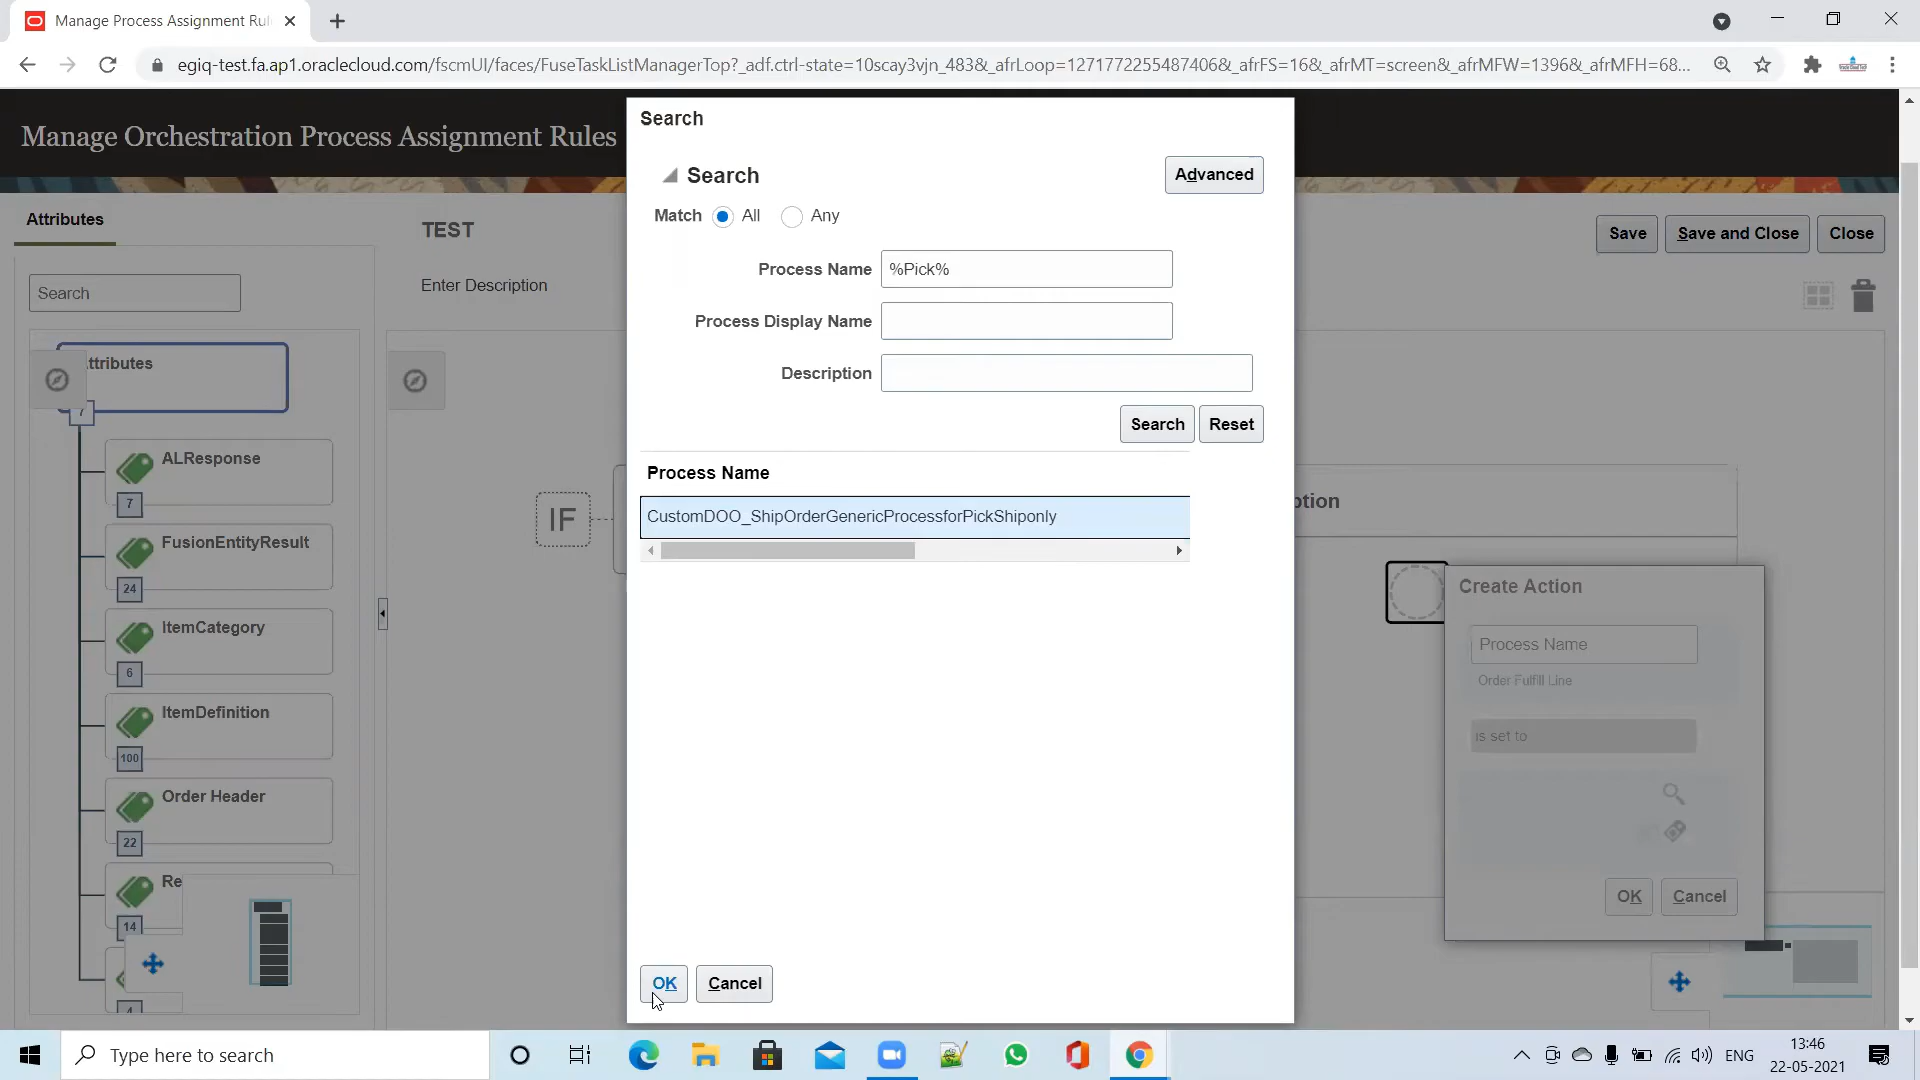 Manage Process Assignment Rul
egiq-test.fa.ap1.oraclecloud.com/fscmUI/faces/FuseTaskListManagerTop?_adf.ctrl-state=10scay3vjn_483&_afrLoop=1271772255487406&_afrFS=16&_afrMT=screen&_afrMFW=1396&_afrMFH=68...
Manage Orchestration Process Assignment Rules
Attributes
Search
ttributes
7
ALResponse
7
FusionEntityResult
24
ItemCategory
6
ItemDefinition
100
Order Header
22
Re
14
4
TEST
Enter Description
Save
Save and Close
Close
IF
Search
Search
Advanced
Match
All
Any
Process Name
%Pick%
Process Display Name
Description
Search
Reset
Process Name
CustomDOO_ShipOrderGenericProcessforPickShiponly
OK
Cancel
ption
Create Action
Process Name
Order Fulfill Line
is set to
OK
Cancel
Type here to search
ENG
13:46
22-05-2021